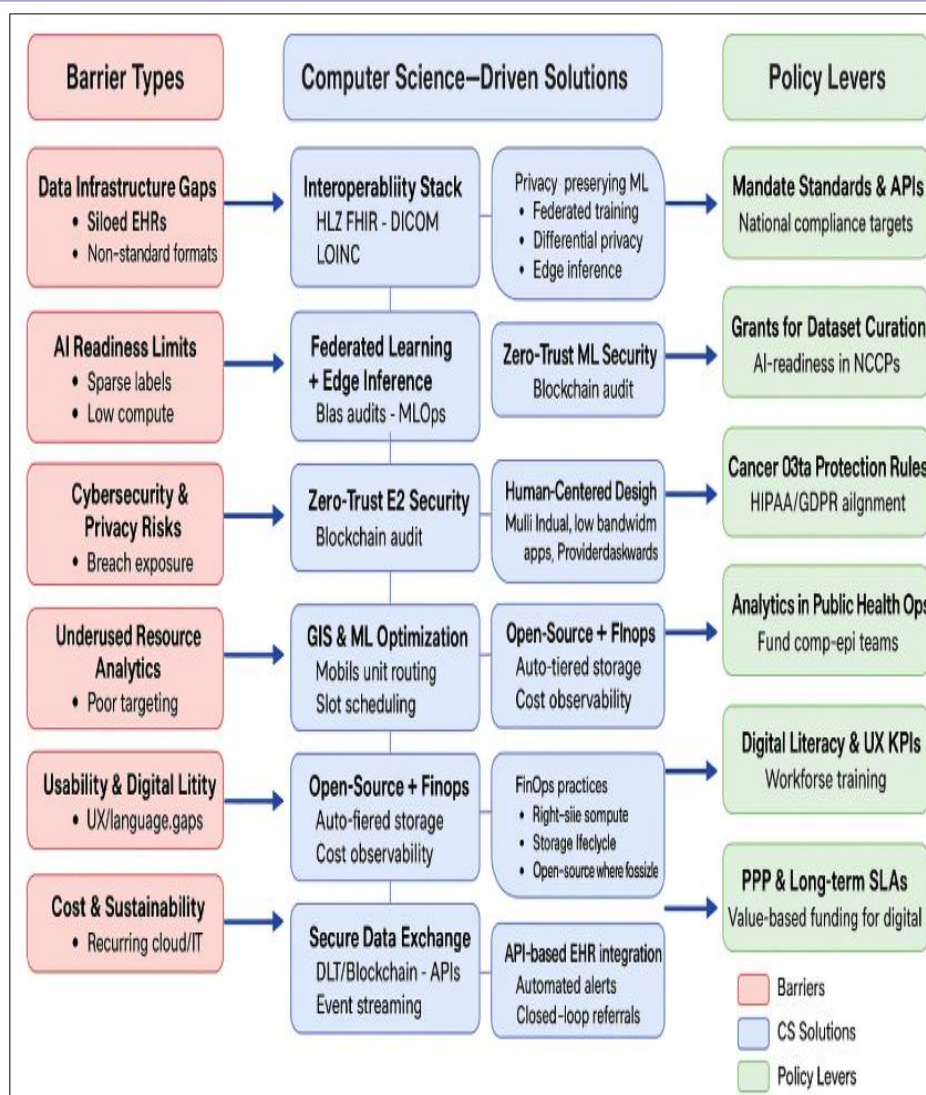 Barrier Types
Computer Science–Driven Solutions
Policy Levers
Data Infrastructure Gaps
• Siloed EHRs
• Non-standard formats
Interoperabliity Stack
HLZ FHIR - DICOM
LOINC
Privacy-preserving ML
• Federated training
• Differential privacy
• Edge inference
Mandate Standards & APIs
National compliance targets
AI Readiness Limits
• Sparse labels
• Low compute
Federated Learning
+ Edge Inference
Blas audits - MLOps
Zero-Trust ML Security
Blockchain audit
Grants for Dataset Curation
AI-readiness in NCCPs
Cybersecurity &
Privacy Risks
• Breach exposure
Zero-Trust E2 Security
Blockchain audit
Human-Centered Desigh
Multi Indual, low bandwidm
apps, Providerdaskwards
Cancer 03ta Protection Rules
HIPAA/GDPR ailgnment
Underused Resource
Analytics
• Poor targeting
GIS & ML Optimization
Mobils unit routing
Slot scheduling
Open-Source + FInops
Auto-tiered storage
Cost observability
Analytics in Public Health Ops
Fund comp-epi teams
Usability & Digital Litity
• UX/language.gaps
Open-Source + Finops
Auto-fiered storage
Cost observability
FinOps practices
• Right-siie sompute
• Storage lfeclycle
• Open-source where fossizle
Digital Literacy & UX KPIs
Workforse training
Cost & Sustainability
• Recurring cloud/IT
Secure Data Exchange
DLT/Blockchain - APIs
Event streaming
API-based EHR integration
Automated alerts
Closed-loop referrals
PPP & Long-term SLAs
Value-based funding for digital
Barriers
CS Solutions
Policy Levers